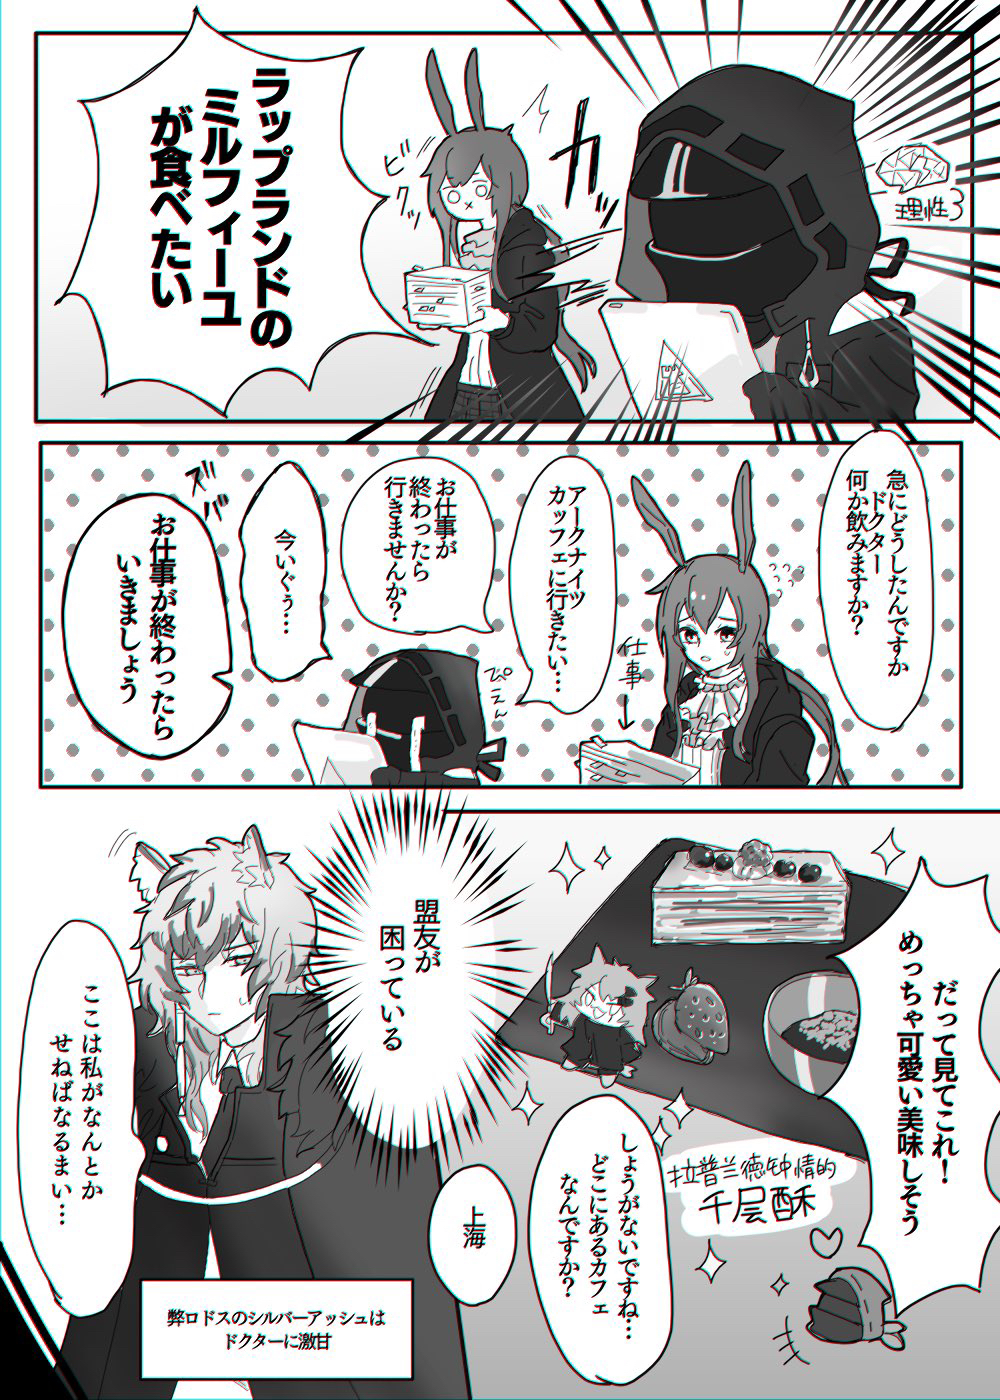 カッ
理性3
ビクッ
ラップランドの
ミルフィーユ
が食べたい
急にどうしたんですか
ドクター
何か飲みますか?
仕事
アークナイツ
カッフェに行きたい…
ぴえん
お仕事が
終わったら
行きませんか?
今いぐぅ…
ズバ
お仕事が終わったら
いきましょう
だって見てこれ!
めっちゃ可愛い美味しそう
拉普兰德钟情的
千层酥
しょうがないですね…
どこにあるカフェ
なんですか?
上海
盟友が
困っている
ここは私がなんとか
せねばなるまい…
弊ロドスのシルバーアッシュは
ドクターに激甘